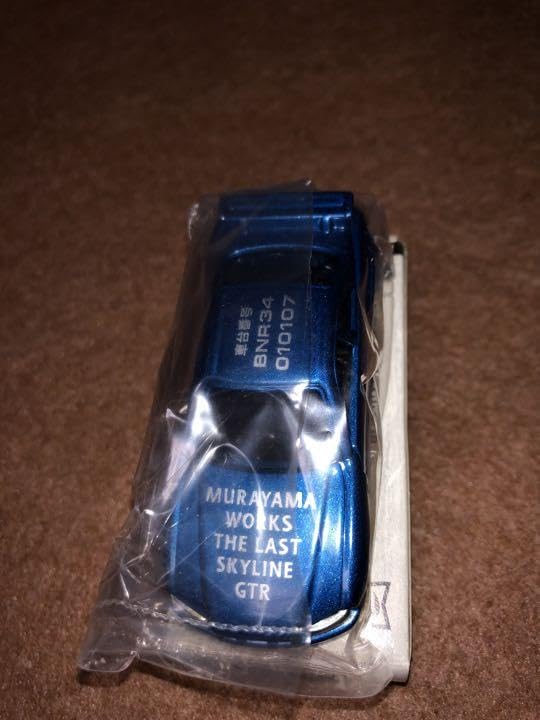 車台番号
BNR34
010107
MURAYAMA
WORKS
THE LAST
SKYLINE
GTR